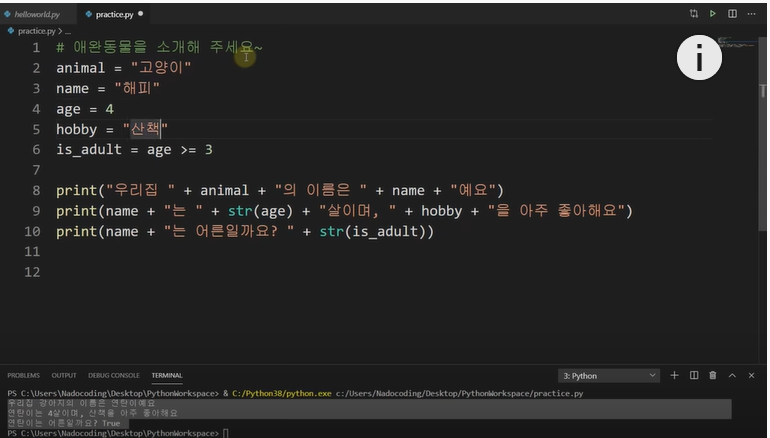 helloworld.py practice.py
practice.py > ...
1 # 애완동물을 소개해 주세요~
2 animal = "고양이"
3 name = "해피"
4 age = 4
5 hobby = "산책"
6 is_adult = age >= 3
7
8 print("우리집 " + animal + "의 이름은 " + name + "예요")
9 print(name + "는 " + str(age) + "살이며, " + hobby + "을 아주 좋아해요")
10 print(name + "는 어른일까요? " + str(is_adult))
11
12
i
T
PROBLEMS OUTPUT DEBUG CONSOLE TERMINAL 3: Python
PS C:\Users\Nadocoding\Desktop\PythonWorkspace> & C:/Python38/python.exe c:/Users/Nadocoding/Desktop/PythonWorkspace/practice.py
우리집 강아지의 이름은 연탄이예요
연탄이는 4살이며, 산책을 아주 좋아해요
연탄이는 어른일까요? True
PS C:\Users\Nadocoding\Desktop\PythonWorkspace>